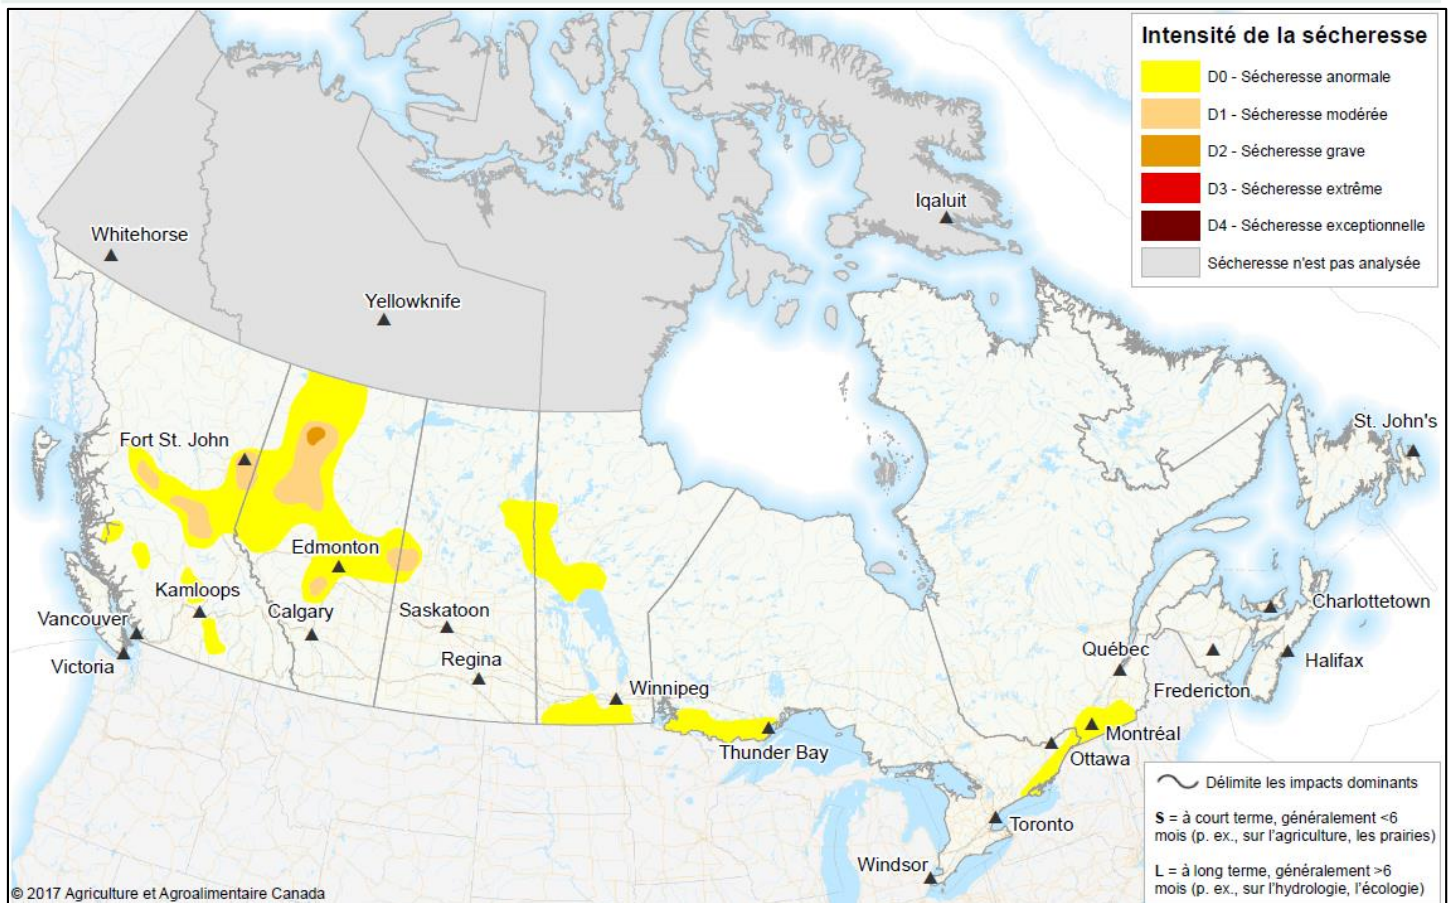 Intensité de la sécheresse
D0 - Sécheresse anormale
D1 - Sécheresse modérée
D2 - Sécheresse grave
D3 - Sécheresse extrême
D4 - Sécheresse exceptionnelle
Sécheresse n'est pas analysée
Iqaluit
Whitehorse
Yellowknife
Fort St. John
St. John's
Edmonton
Kamloops
Calgary
Saskatoon
Charlottetown
Vancouver
Victoria
Regina
Québec
Halifax
Winnipeg
Fredericton
Montréal
Thunder Bay
Ottawa
Toronto
Windsor
Délimite les impacts dominants
S = à court terme, généralement <6
mois (p. ex., sur l'agriculture, les prairies)
L = à long terme, généralement >6
mois (p. ex., sur l'hydrologie, l'écologie)
© 2017 Agriculture et Agroalimentaire Canada